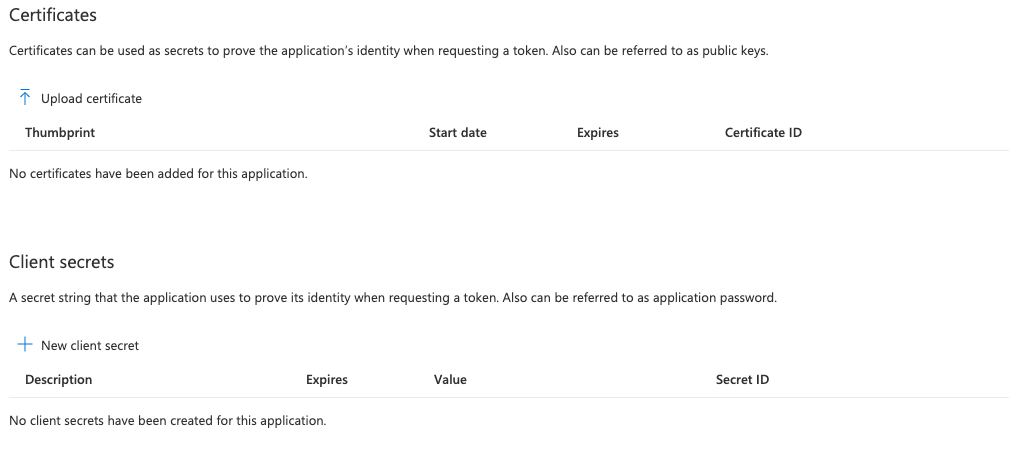 Certificates
Certificates can be used as secrets to prove the application's identity when requesting a token. Also can be referred to as public keys.
Upload certificate
Thumbprint Start date Expires Certificate ID
No certificates have been added for this application.
Client secrets
A secret string that the application uses to prove its identity when requesting a token. Also can be referred to as application password.
New client secret
Description Expires Value Secret ID
No client secrets have been created for this application.